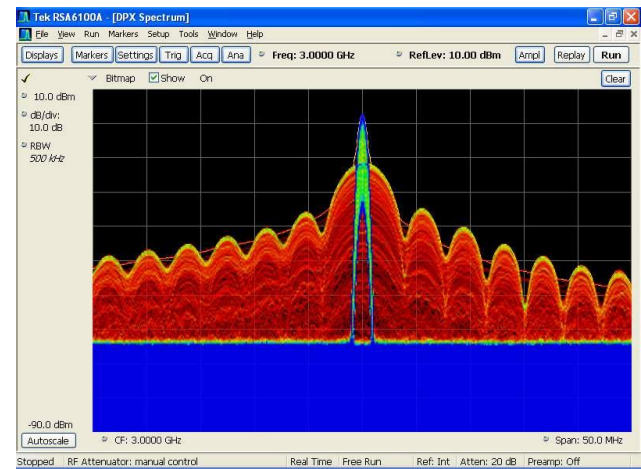 Tek RSA6100A - [DPX Spectrum]
File View Run Markers Setup Tools Window Help
Displays Markers Settings Trig Acq Ana Freq: 3.0000 GHz RefLev: 10.00 dBm Ampl Replay Run
Bitmap Show On Clear
10.0 dBm
dB/div:
10.0 dB
RBW
500 kHz
-90.0 dBm
Autoscale CF: 3.0000 GHz Span: 50.0 MHz
Stopped RF Attenuator: manual control Real Time Free Run Ref: Int Atten: 20 dB Preamp: Off